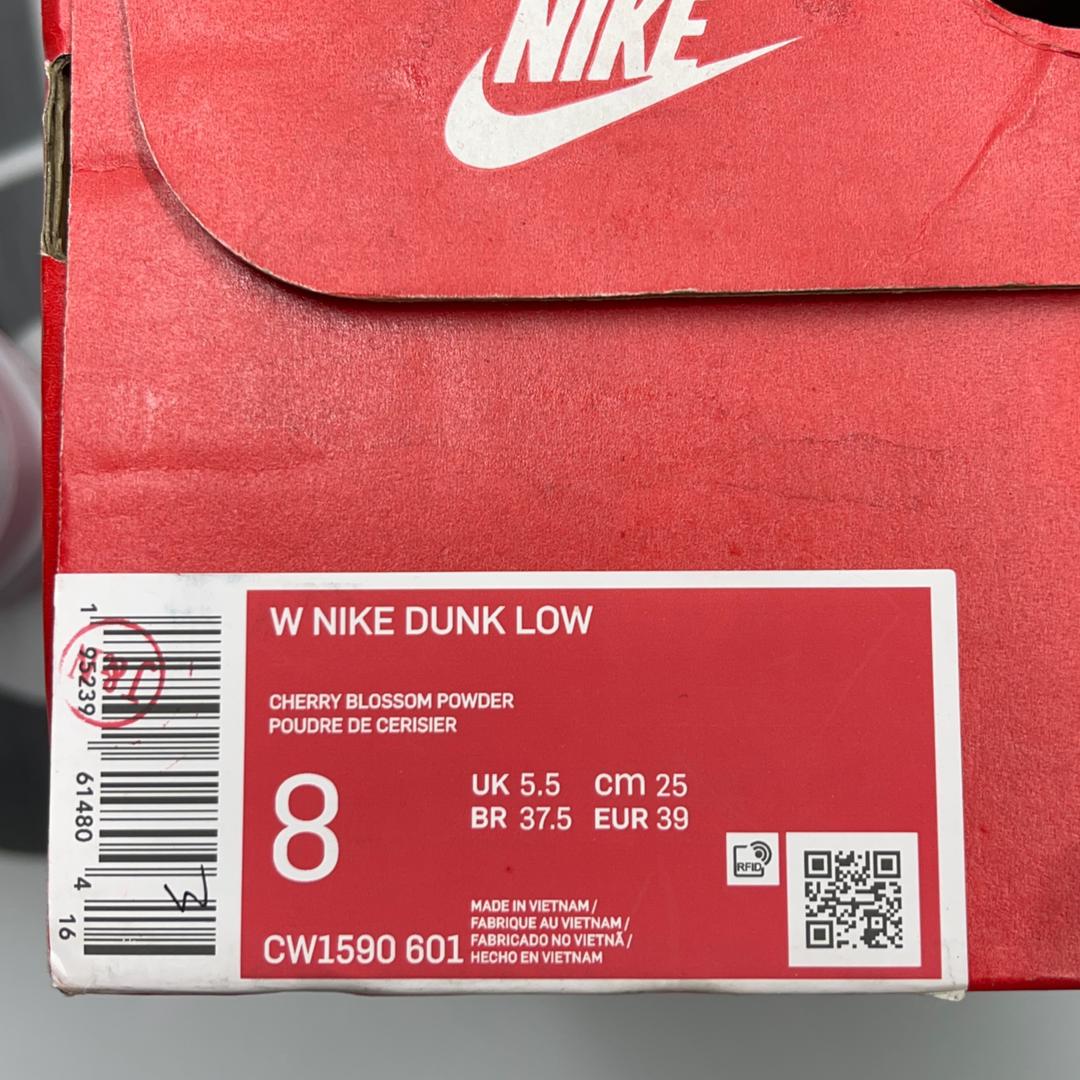 NIKE
W NIKE DUNK LOW
CHERRY BLOSSOM POWDER
POUDRE DE CERISIER
8
UK 5.5 cm 25
BR 37.5 EUR 39
RFID
MADE IN VIETNAM /
FABRIQUE AU VIETNAM /
FABRICADO NO VIETNÃ /
HECHO EN VIETNAM
CW1590 601
1 95239 61480 4 16